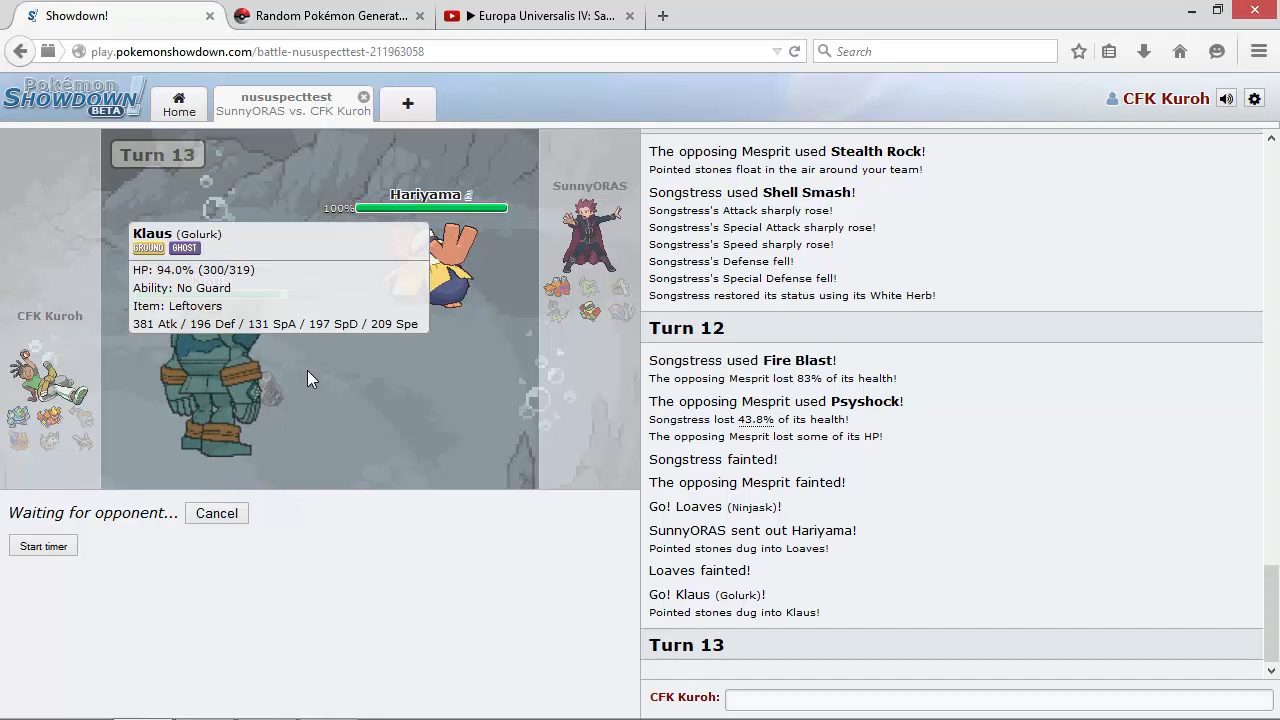 Showdown!
Random Pokémon Generat...
▶ Europa Universalis IV: Sa...
play.pokemonshowdown.com/battle-nususpecttest-211963058
Search
Pokémon
Showdown!
BETA
Home
nususpecttest
SunnyORAS vs. CFK Kuroh
CFK Kuroh
Turn 13
Hariyama
100%
SunnyORAS
CFK Kuroh
Klaus (Golurk)
GROUND GHOST
HP: 94.0% (300/319)
Ability: No Guard
Item: Leftovers
381 Atk / 196 Def / 131 SpA / 197 SpD / 209 Spe
Waiting for opponent...
Cancel
Start timer
The opposing Mesprit used Stealth Rock!
Pointed stones float in the air around your team!
Songstress used Shell Smash!
Songstress's Attack sharply rose!
Songstress's Special Attack sharply rose!
Songstress's Speed sharply rose!
Songstress's Defense fell!
Songstress's Special Defense fell!
Songstress restored its status using its White Herb!
Turn 12
Songstress used Fire Blast!
The opposing Mesprit lost 83% of its health!
The opposing Mesprit used Psyshock!
Songstress lost 43.8% of its health!
The opposing Mesprit lost some of its HP!
Songstress fainted!
The opposing Mesprit fainted!
Go! Loaves (Ninjask)!
SunnyORAS sent out Hariyama!
Pointed stones dug into Loaves!
Loaves fainted!
Go! Klaus (Golurk)!
Pointed stones dug into Klaus!
Turn 13
CFK Kuroh: